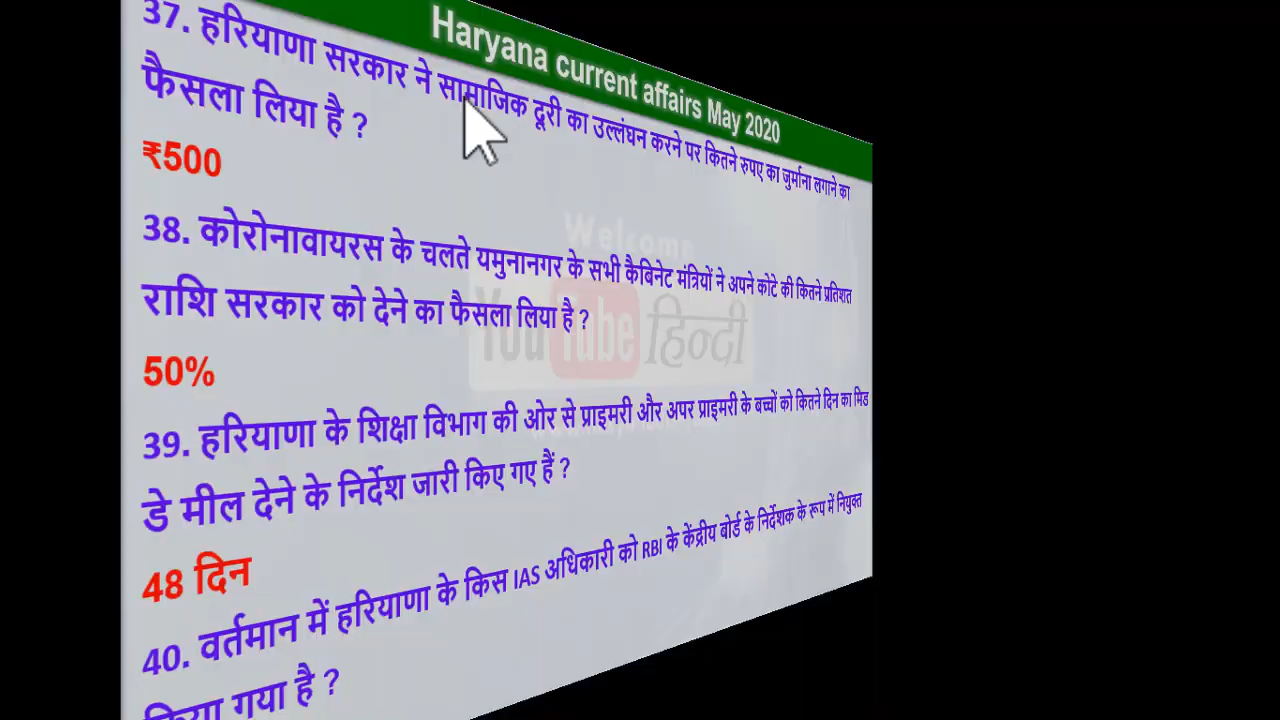 Haryana current affairs May 2020
37. हरियाणा सरकार ने सामाजिक दूरी का उल्लंघन करने पर कितने रुपए का जुर्माना लगाने का
फैसला लिया है ?
₹500
38. कोरोनावायरस के चलते यमुनानगर के सभी कैबिनेट मंत्रियों ने अपने कोटे की कितने प्रतिशत
राशि सरकार को देने का फैसला लिया है ?
50%
39. हरियाणा के शिक्षा विभाग की ओर से प्राइमरी और अपर प्राइमरी के बच्चों को कितने दिन का मिड
डे मील देने के निर्देश जारी किए गए हैं ?
48 दिन
40. वर्तमान में हरियाणा के किस IAS अधिकारी को RBI के केंद्रीय बोर्ड के निर्देशक के रूप में नियुक्त
किया गया है ?
Welcome
YouTube हिन्दी